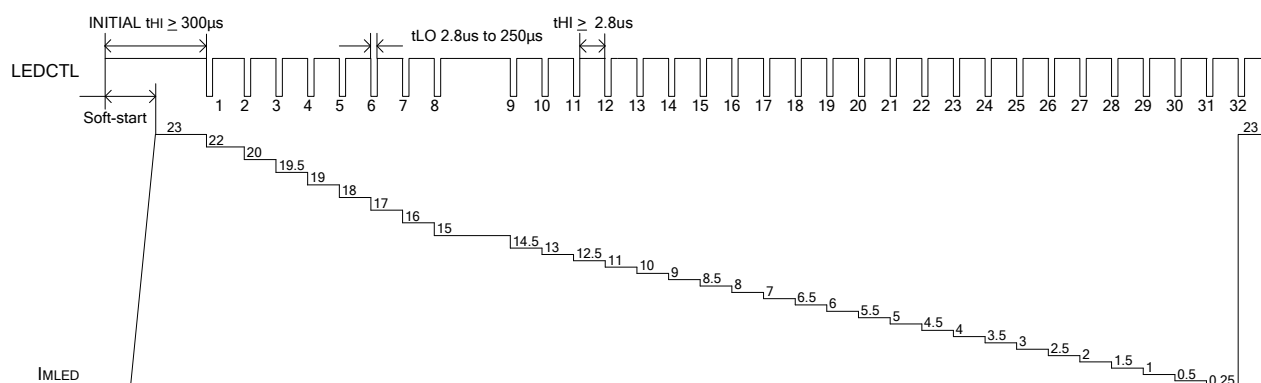 INITIAL tHI ≥ 300µs
tHI ≥ 2.8us
tLO 2.8us to 250µs
LEDCTL
1 2 3 4 5 6 7 8 9 10 11 12 13 14 15 16 17 18 19 20 21 22 23 24 25 26 27 28 29 30 31 32
Soft-start
23 22 20 19.5 19 18 17 16 15 14.5 13 12.5 11 10 9 8.5 8 7 6.5 6 5.5 5 4.5 4 3.5 3 2.5 2 1.5 1 0.5 0.25 23
IMLED